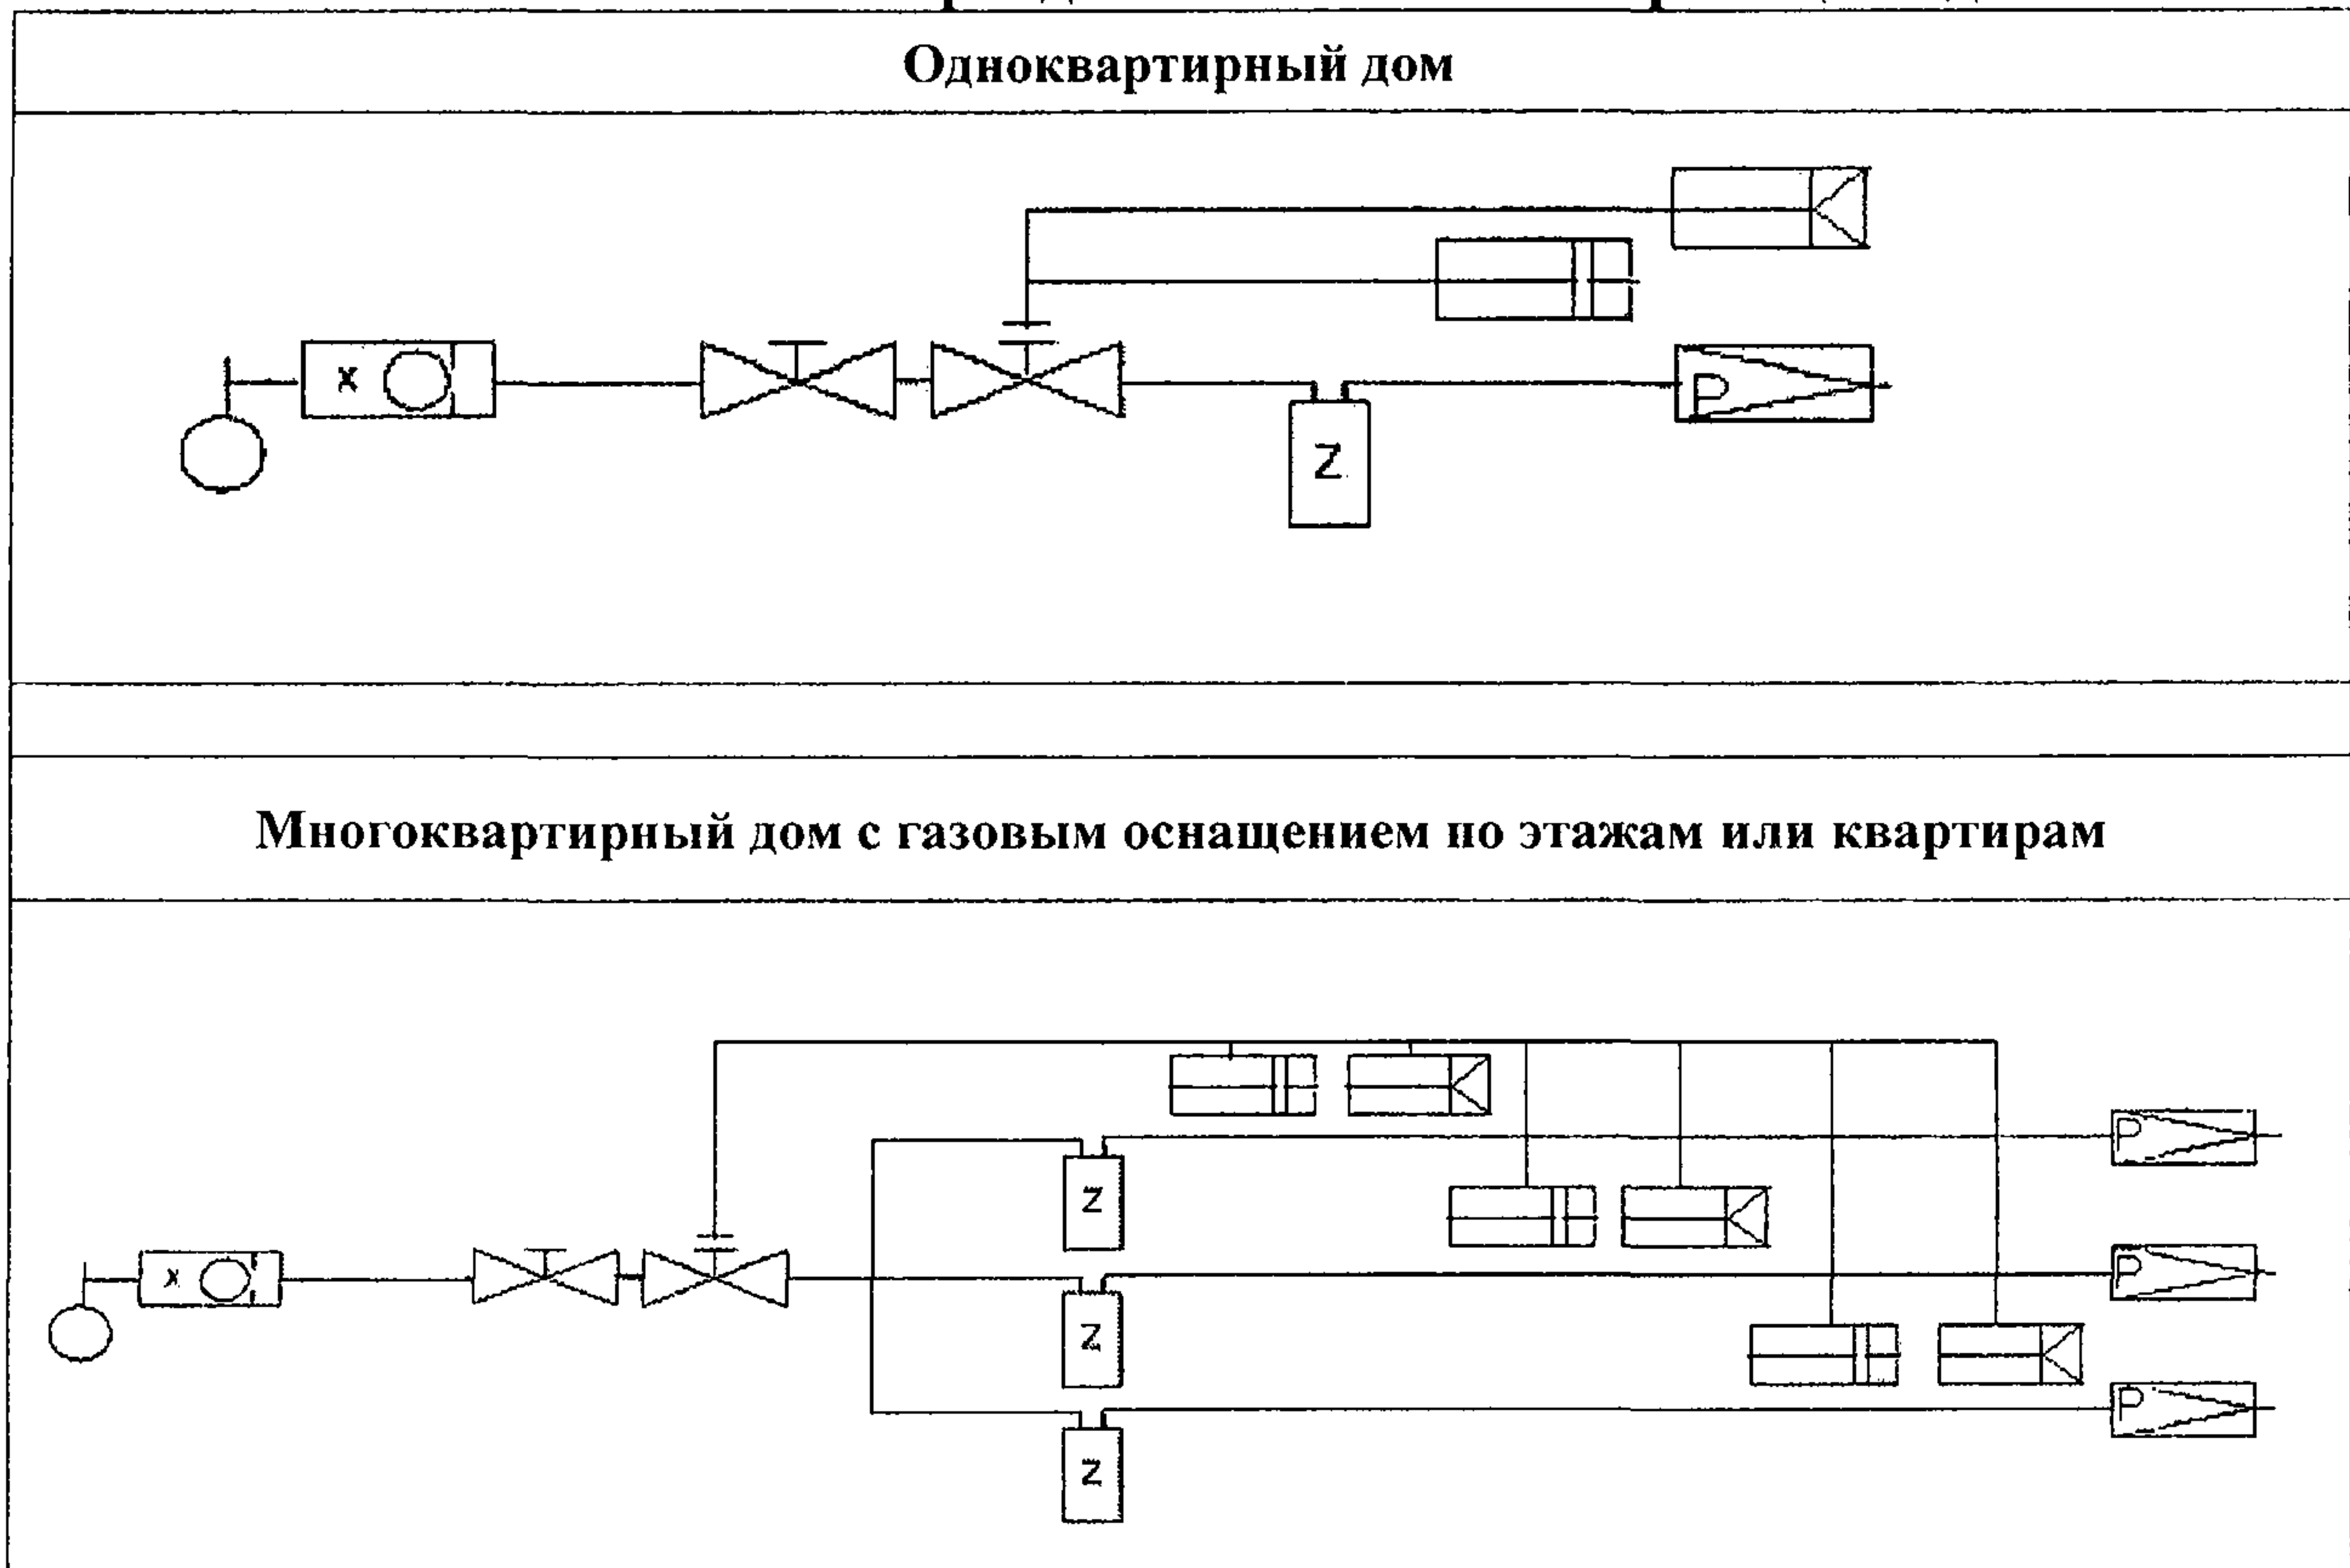 Одноквартирный дом
х
Z
P
Многоквартирный дом с газовым оснащением по этажам или квартирам
P
Z
P
х
Z
P
Z